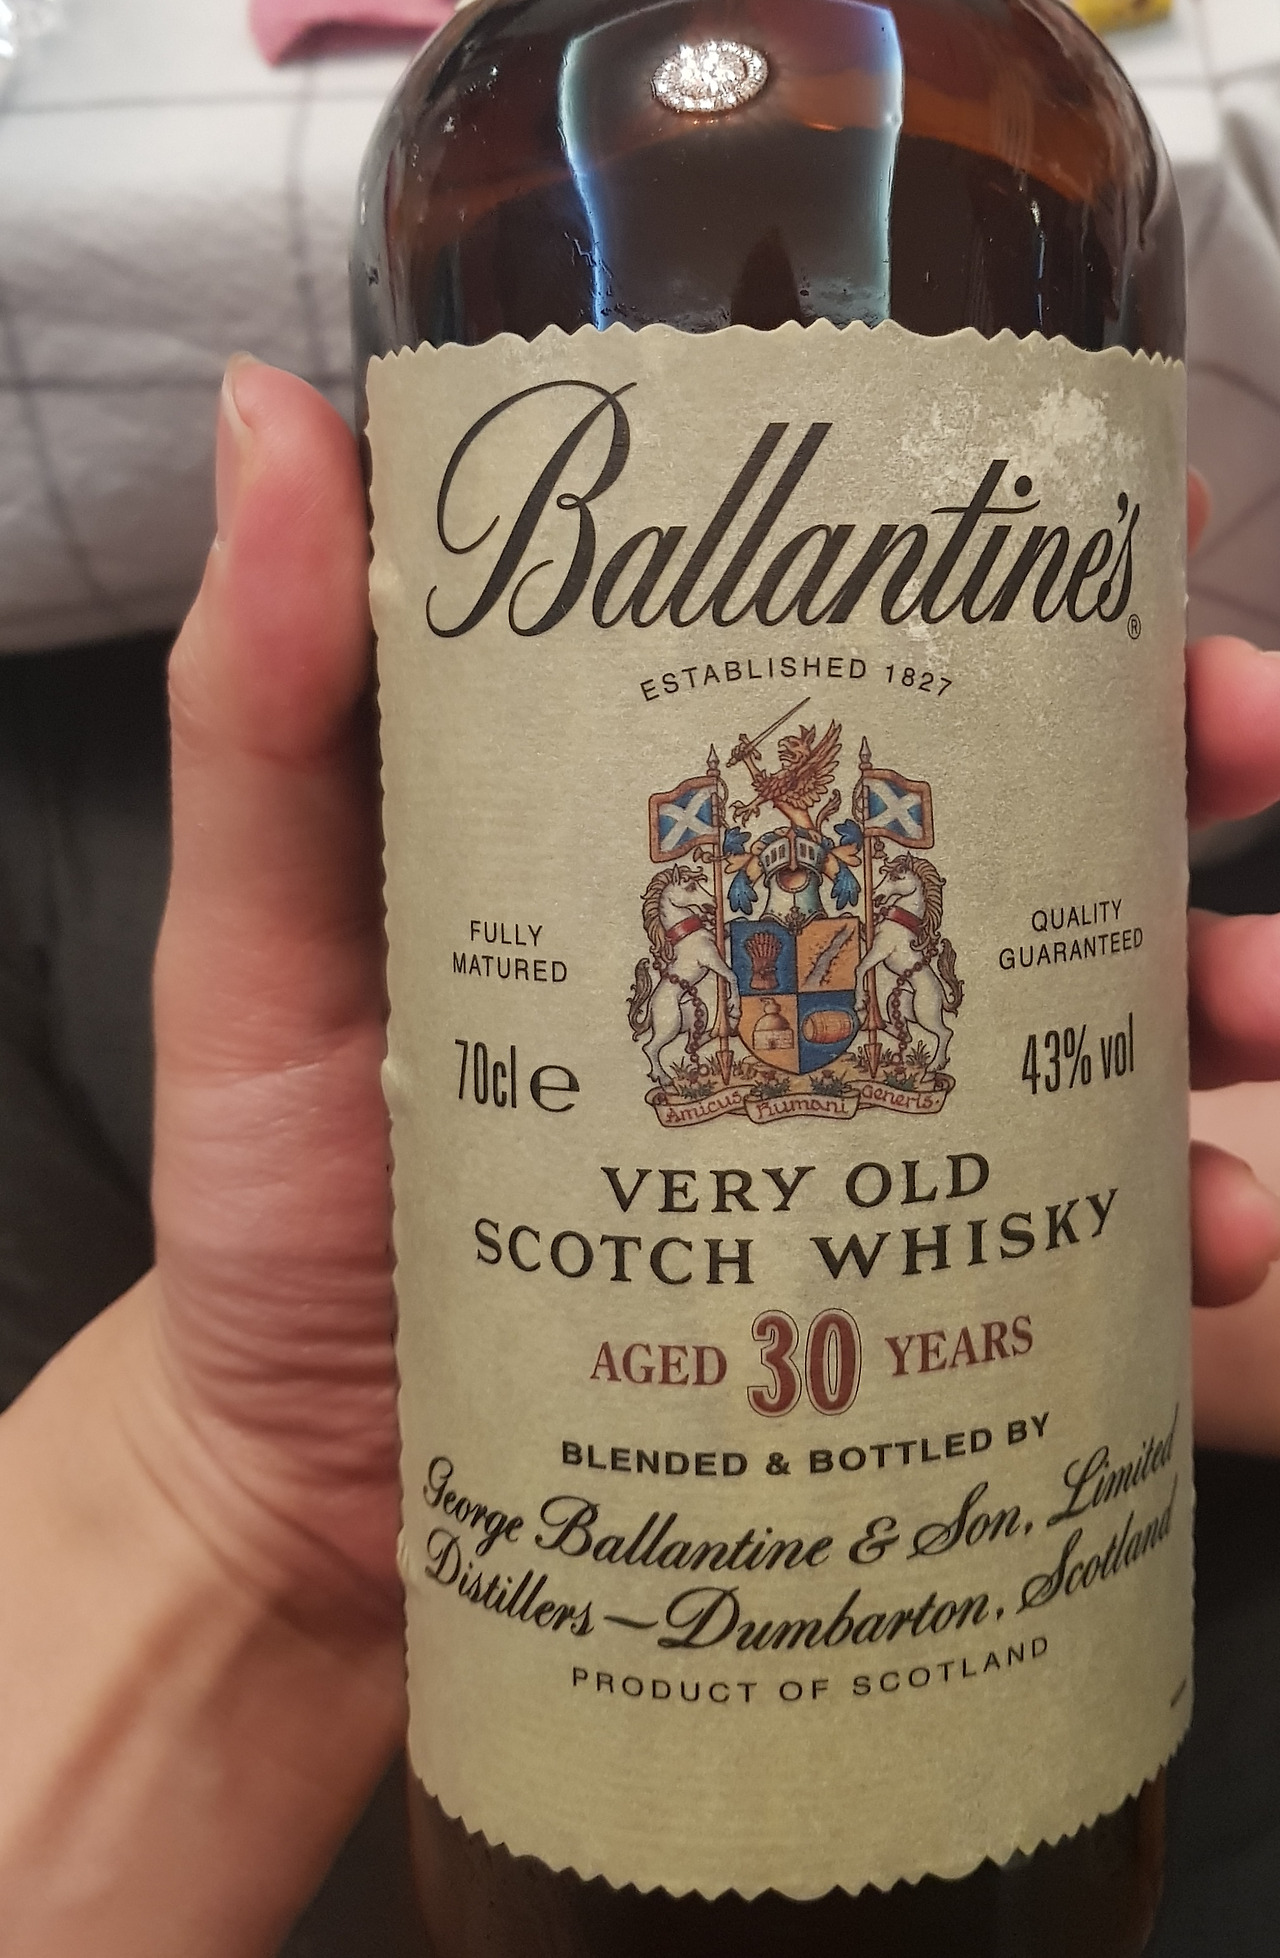 Ballantine's®
ESTABLISHED 1827
FULLY
MATURED
QUALITY
GUARANTEED
70cl e
43% vol
Amicus Humani Generis.
VERY OLD
SCOTCH WHISKY
AGED 30 YEARS
BLENDED & BOTTLED BY
George Ballantine & Son, Limited
Distillers — Dumbarton, Scotland
PRODUCT OF SCOTLAND